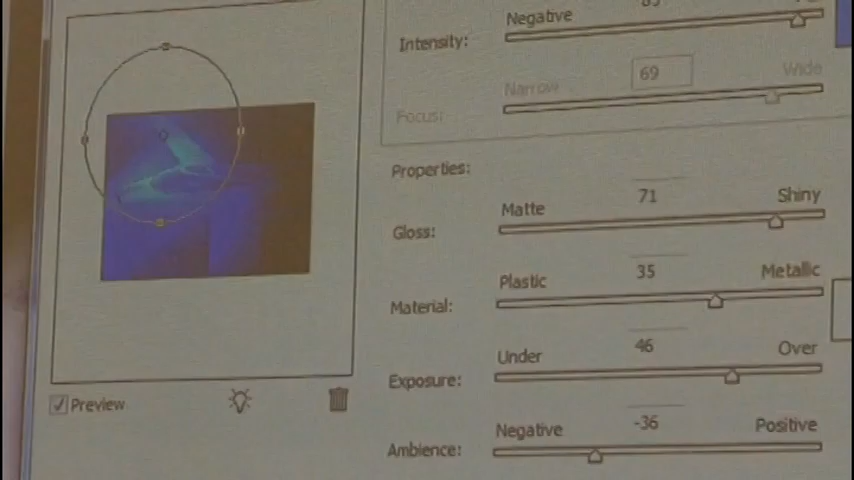 Negative
Intensity:
Narrow 69 Wide
Focus:
Properties:
Matte 71 Shiny
Gloss:
Plastic 35 Metallic
Material:
Under 46 Over
Exposure:
Negative -36 Positive
Ambience:
Preview